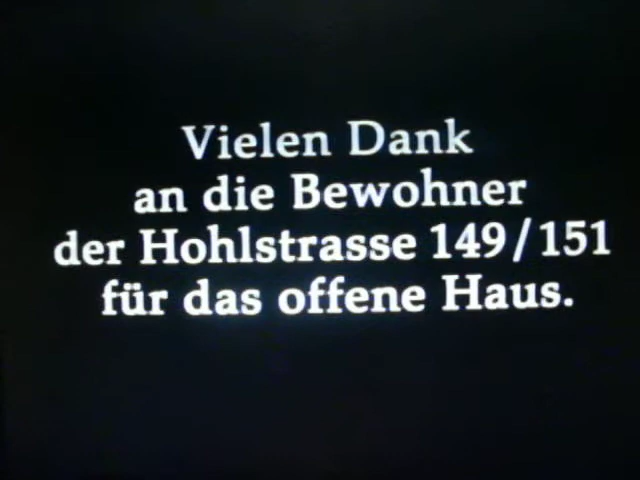 Vielen Dank
an die Bewohner
der Hohlstrasse 149/151
für das offene Haus.